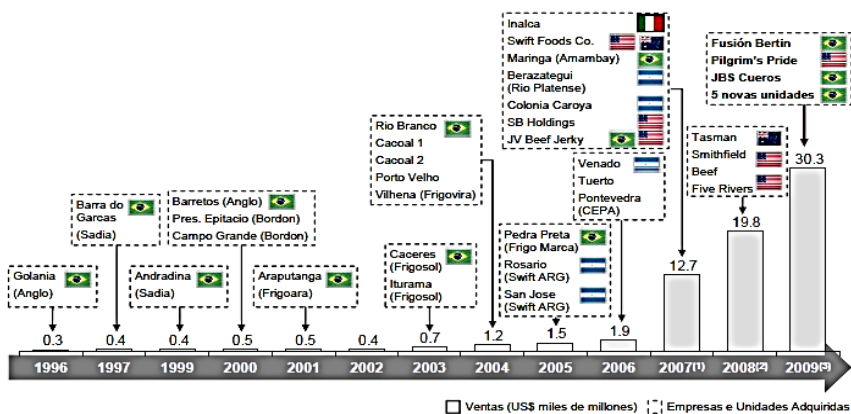 Inalca
Swift Foods Co.
Maringa (Amambay)
Berazategui
(Rio Platense)
Colonia Caroya
SB Holdings
JV Beef Jerky
Fusión Bertin
Pilgrim's Pride
JBS Cueros
5 novas unidades
Rio Branco
Cacoal 1
Cacoal 2
Porto Velho
Vilhena (Frigovira)
Tasman
Smithfield
Beef
Five Rivers
Venado
Tuerto
Pontevedra
(CEPA)
Barra do
Garcas
(Sadia)
Barretos (Anglo)
Pres. Epitacio (Bordon)
Campo Grande (Bordon)
Pedra Preta
(Frigo Marca)
Rosario
(Swift ARG)
San Jose
(Swift ARG)
Caceres
(Frigosol)
Iturama
(Frigosol)
Golania
(Anglo)
Andradina
(Sadia)
Araputanga
(Frigoara)
0.3 0.4 0.4 0.5 0.5 0.4 0.7 1.2 1.5 1.9 12.7 19.8 30.3
1996 1997 1999 2000 2001 2002 2003 2004 2005 2006 2007(1) 2008(2) 2009(3)
Ventas (US$ miles de millones) Empresas e Unidades Adquiridas